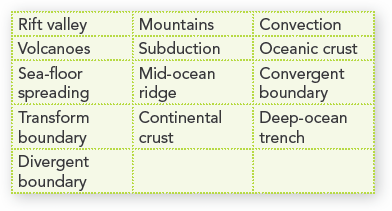 Rift valley Mountains Convection
Volcanoes Subduction Oceanic crust
Sea-floor Mid-ocean Convergent
spreading ridge boundary
Transform Continental Deep-ocean
boundary crust trench
Divergent
boundary